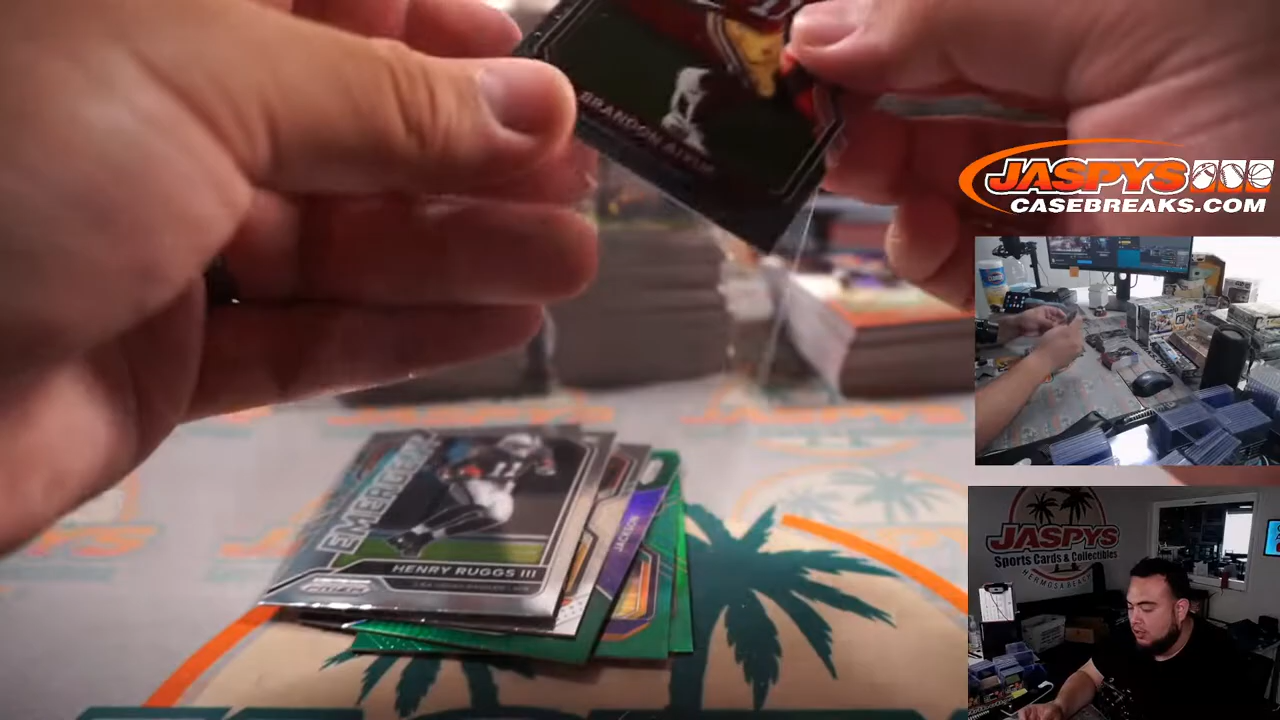 BRANDON AIYUK
JASPYS
CASEBREAKS.COM
EMERGENT
HENRY RUGGS III
JACKSON
JASPYS
Sports Cards & Collectibles
HERMOSA BEACH